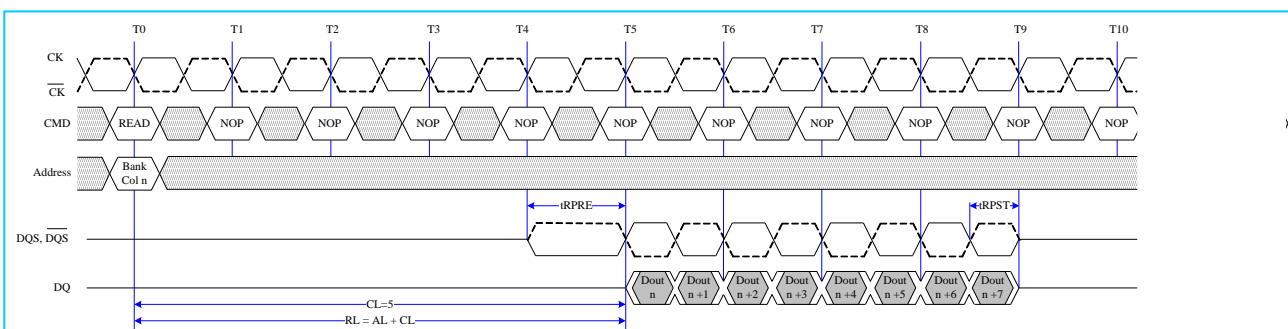 T0 T1 T2 T3 T4 T5 T6 T7 T8 T9 T10
CK
CK
CMD READ NOP NOP NOP NOP NOP NOP NOP NOP NOP NOP
Address Bank
Col n
tRPRE tRPST
DQS, DQS
DQ Dout Dout Dout Dout Dout Dout Dout Dout
n n +1 n +2 n +3 n +4 n +5 n +6 n +7
CL=5
RL = AL + CL